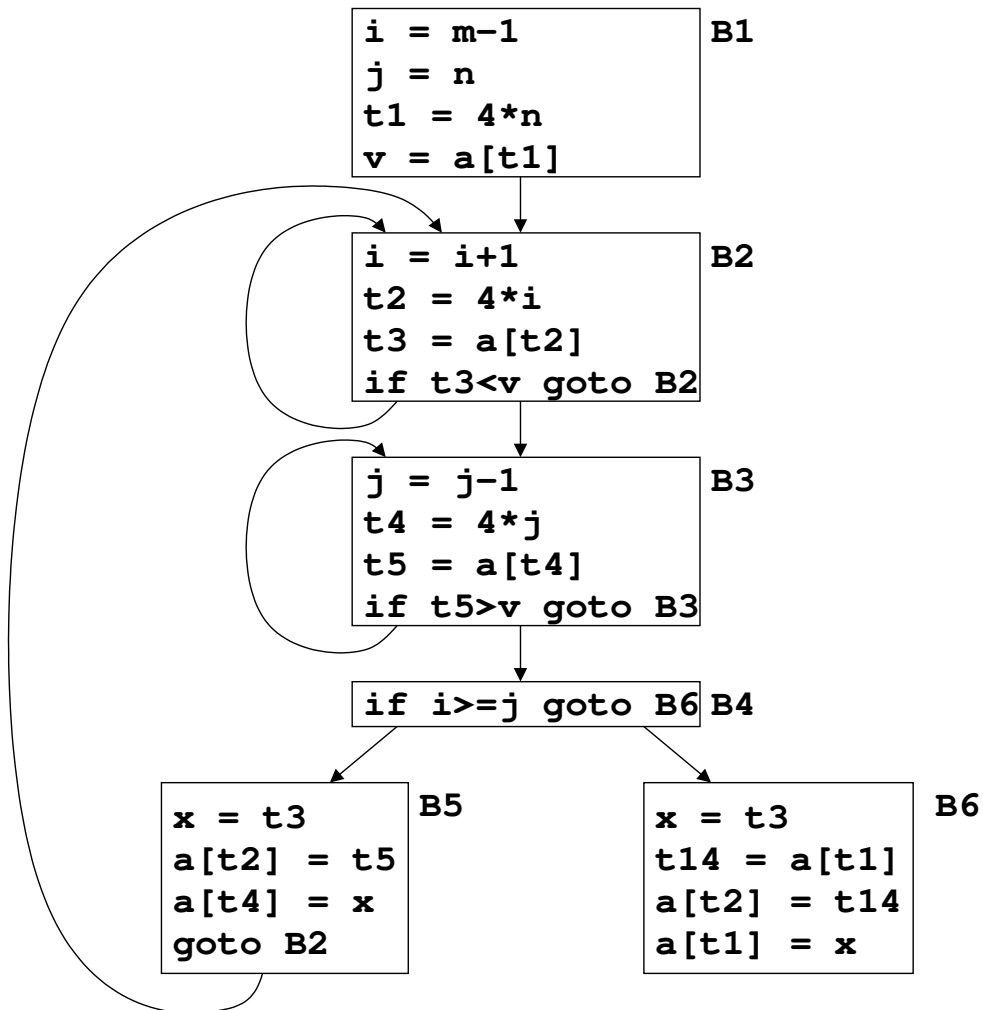 i = m−1 B1
j = n
t1 = 4*n
v = a[t1]
i = i+1 B2
t2 = 4*i
t3 = a[t2]
if t3<v goto B2
j = j−1 B3
t4 = 4*j
t5 = a[t4]
if t5>v goto B3
if i>=j goto B6 B4
x = t3 B5
a[t2] = t5
a[t4] = x
goto B2
x = t3 B6
t14 = a[t1]
a[t2] = t14
a[t1] = x